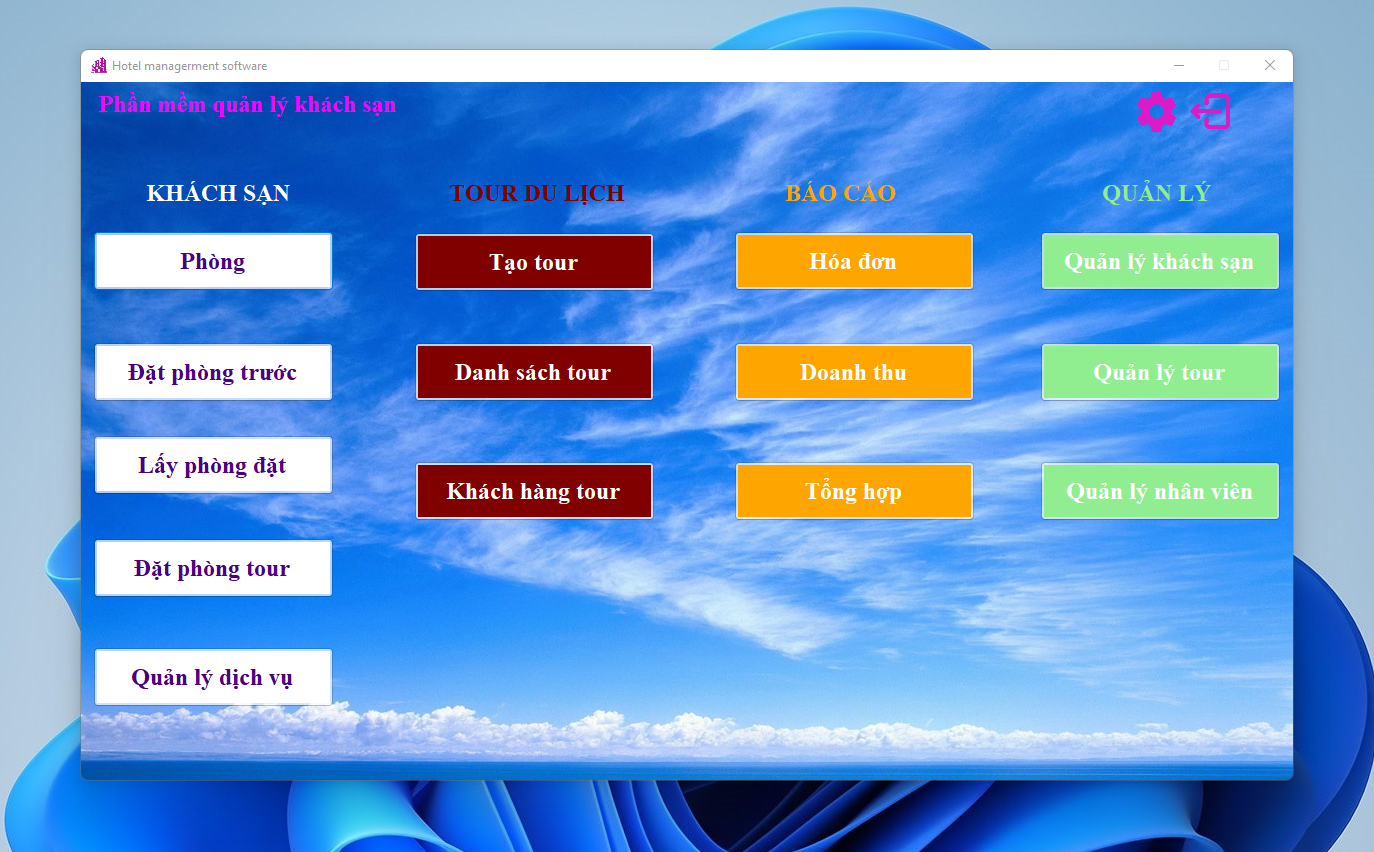 Hotel managerment software
Phần mềm quản lý khách sạn
KHÁCH SẠN
TOUR DU LỊCH
BÁO CÁO
QUẢN LÝ
Phòng
Tạo tour
Hóa đơn
Quản lý khách sạn
Đặt phòng trước
Danh sách tour
Doanh thu
Quản lý tour
Lấy phòng đặt
Khách hàng tour
Tổng hợp
Quản lý nhân viên
Đặt phòng tour
Quản lý dịch vụ